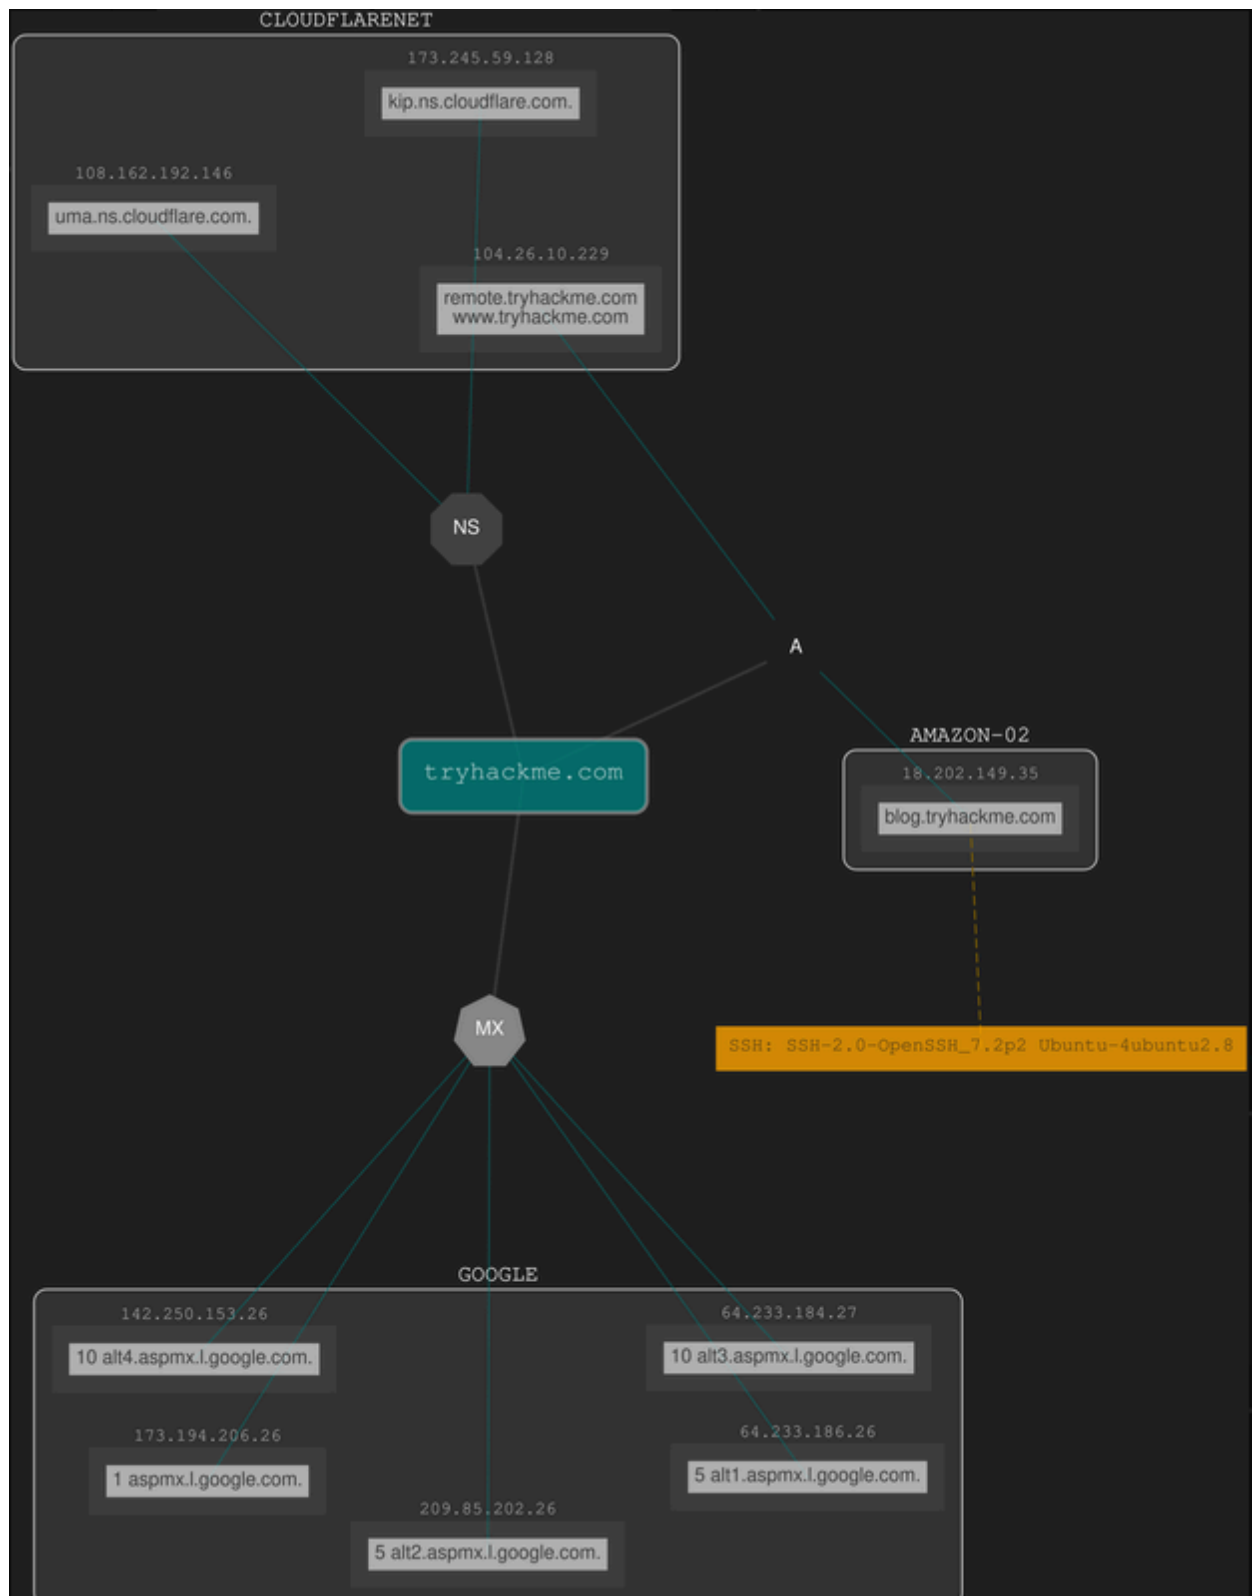 CLOUDFLARENET
173.245.59.128
kip.ns.cloudflare.com.
108.162.192.146
uma.ns.cloudflare.com.
104.26.10.229
remote.tryhackme.com
www.tryhackme.com
NS
A
AMAZON-02
tryhackme.com
18.202.149.35
blog.tryhackme.com
MX
SSH: SSH-2.0-OpenSSH_7.2p2 Ubuntu-4ubuntu2.8
GOOGLE
142.250.153.26
64.233.184.27
10 alt4.aspmx.l.google.com.
10 alt3.aspmx.l.google.com.
173.194.206.26
64.233.186.26
1 aspmx.l.google.com.
5 alt1.aspmx.l.google.com.
209.85.202.26
5 alt2.aspmx.l.google.com.